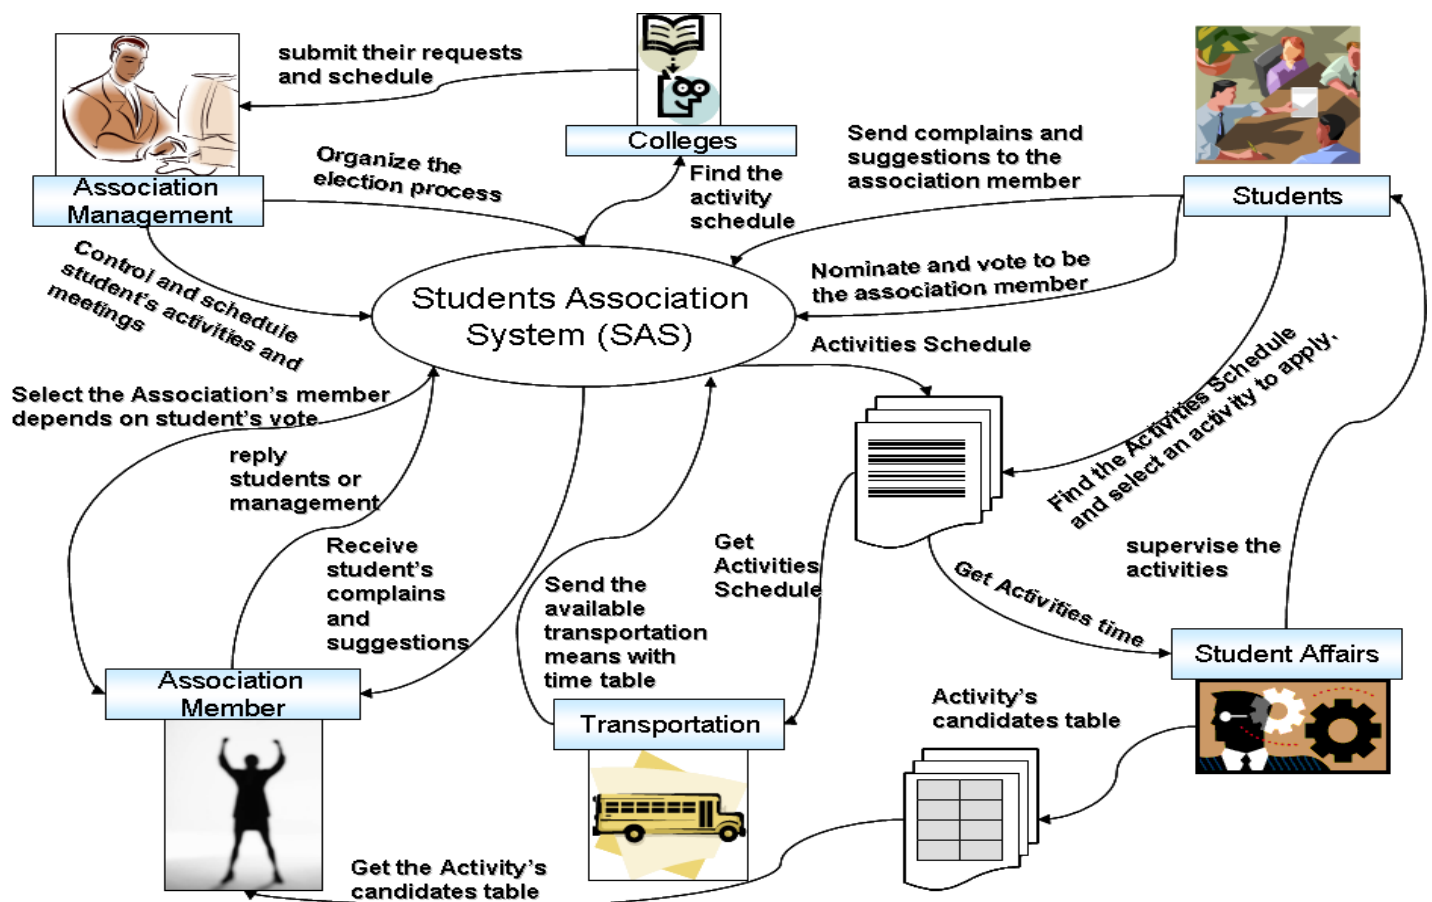 submit their requests
and schedule
Colleges
Association
Management
Organize the
election process
Find the
activity
schedule
Send complains and
suggestions to the
association member
Students
Control and schedule
student's activities and
meetings
Students Association
System (SAS)
Nominate and vote to be
the association member
Activities Schedule
Find the Activities Schedule
and select an activity to apply,
Select the Association's member
depends on student's vote
reply
students or
management
Receive
student's
complains
and
suggestions
Send the
available
transportation
means with
time table
Get
Activities
Schedule
Get Activities time
supervise the
activities
Student Affairs
Association
Member
Transportation
Activity's
candidates table
Get the Activity's
candidates table